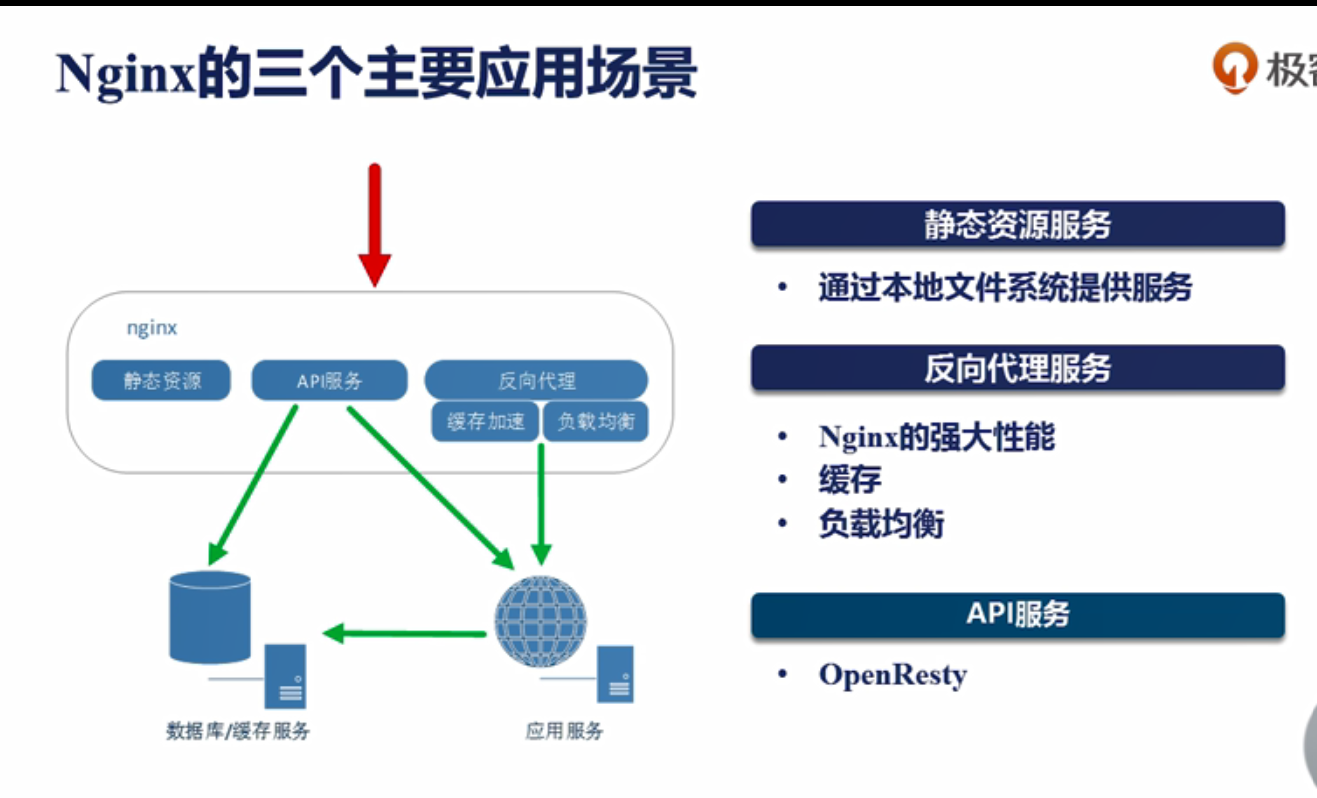 Nginx的三个主要应用场景
极客
nginx
静态资源
API服务
反向代理
缓存加速
负载均衡
数据库/缓存服务
应用服务
静态资源服务
• 通过本地文件系统提供服务
反向代理服务
• Nginx的强大性能
• 缓存
• 负载均衡
API服务
• OpenResty